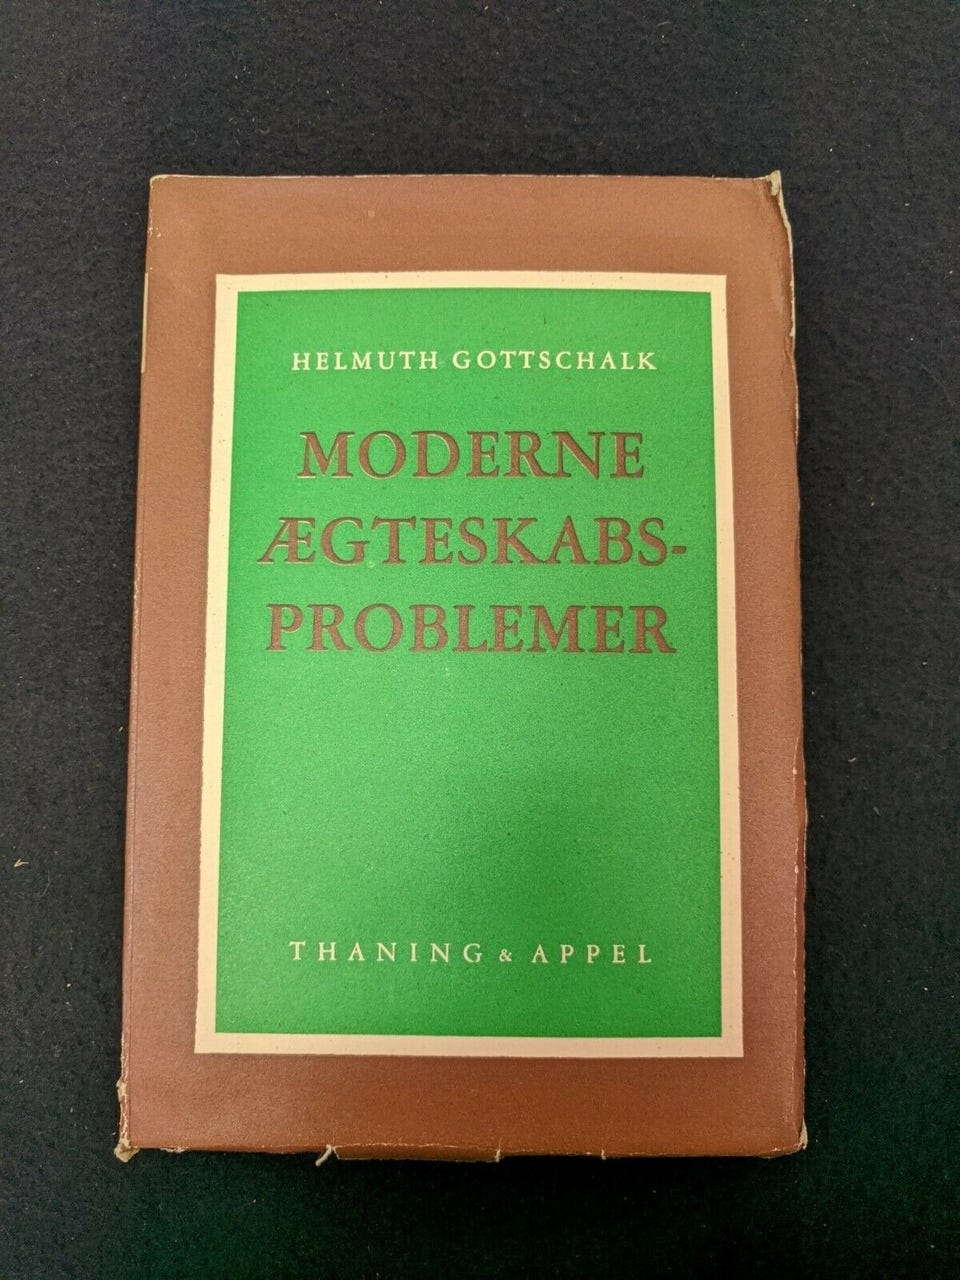 HELMUTH GOTTSCHALK
MODERNE
ÆGTESKABS-
PROBLEMER
THANING & APPEL